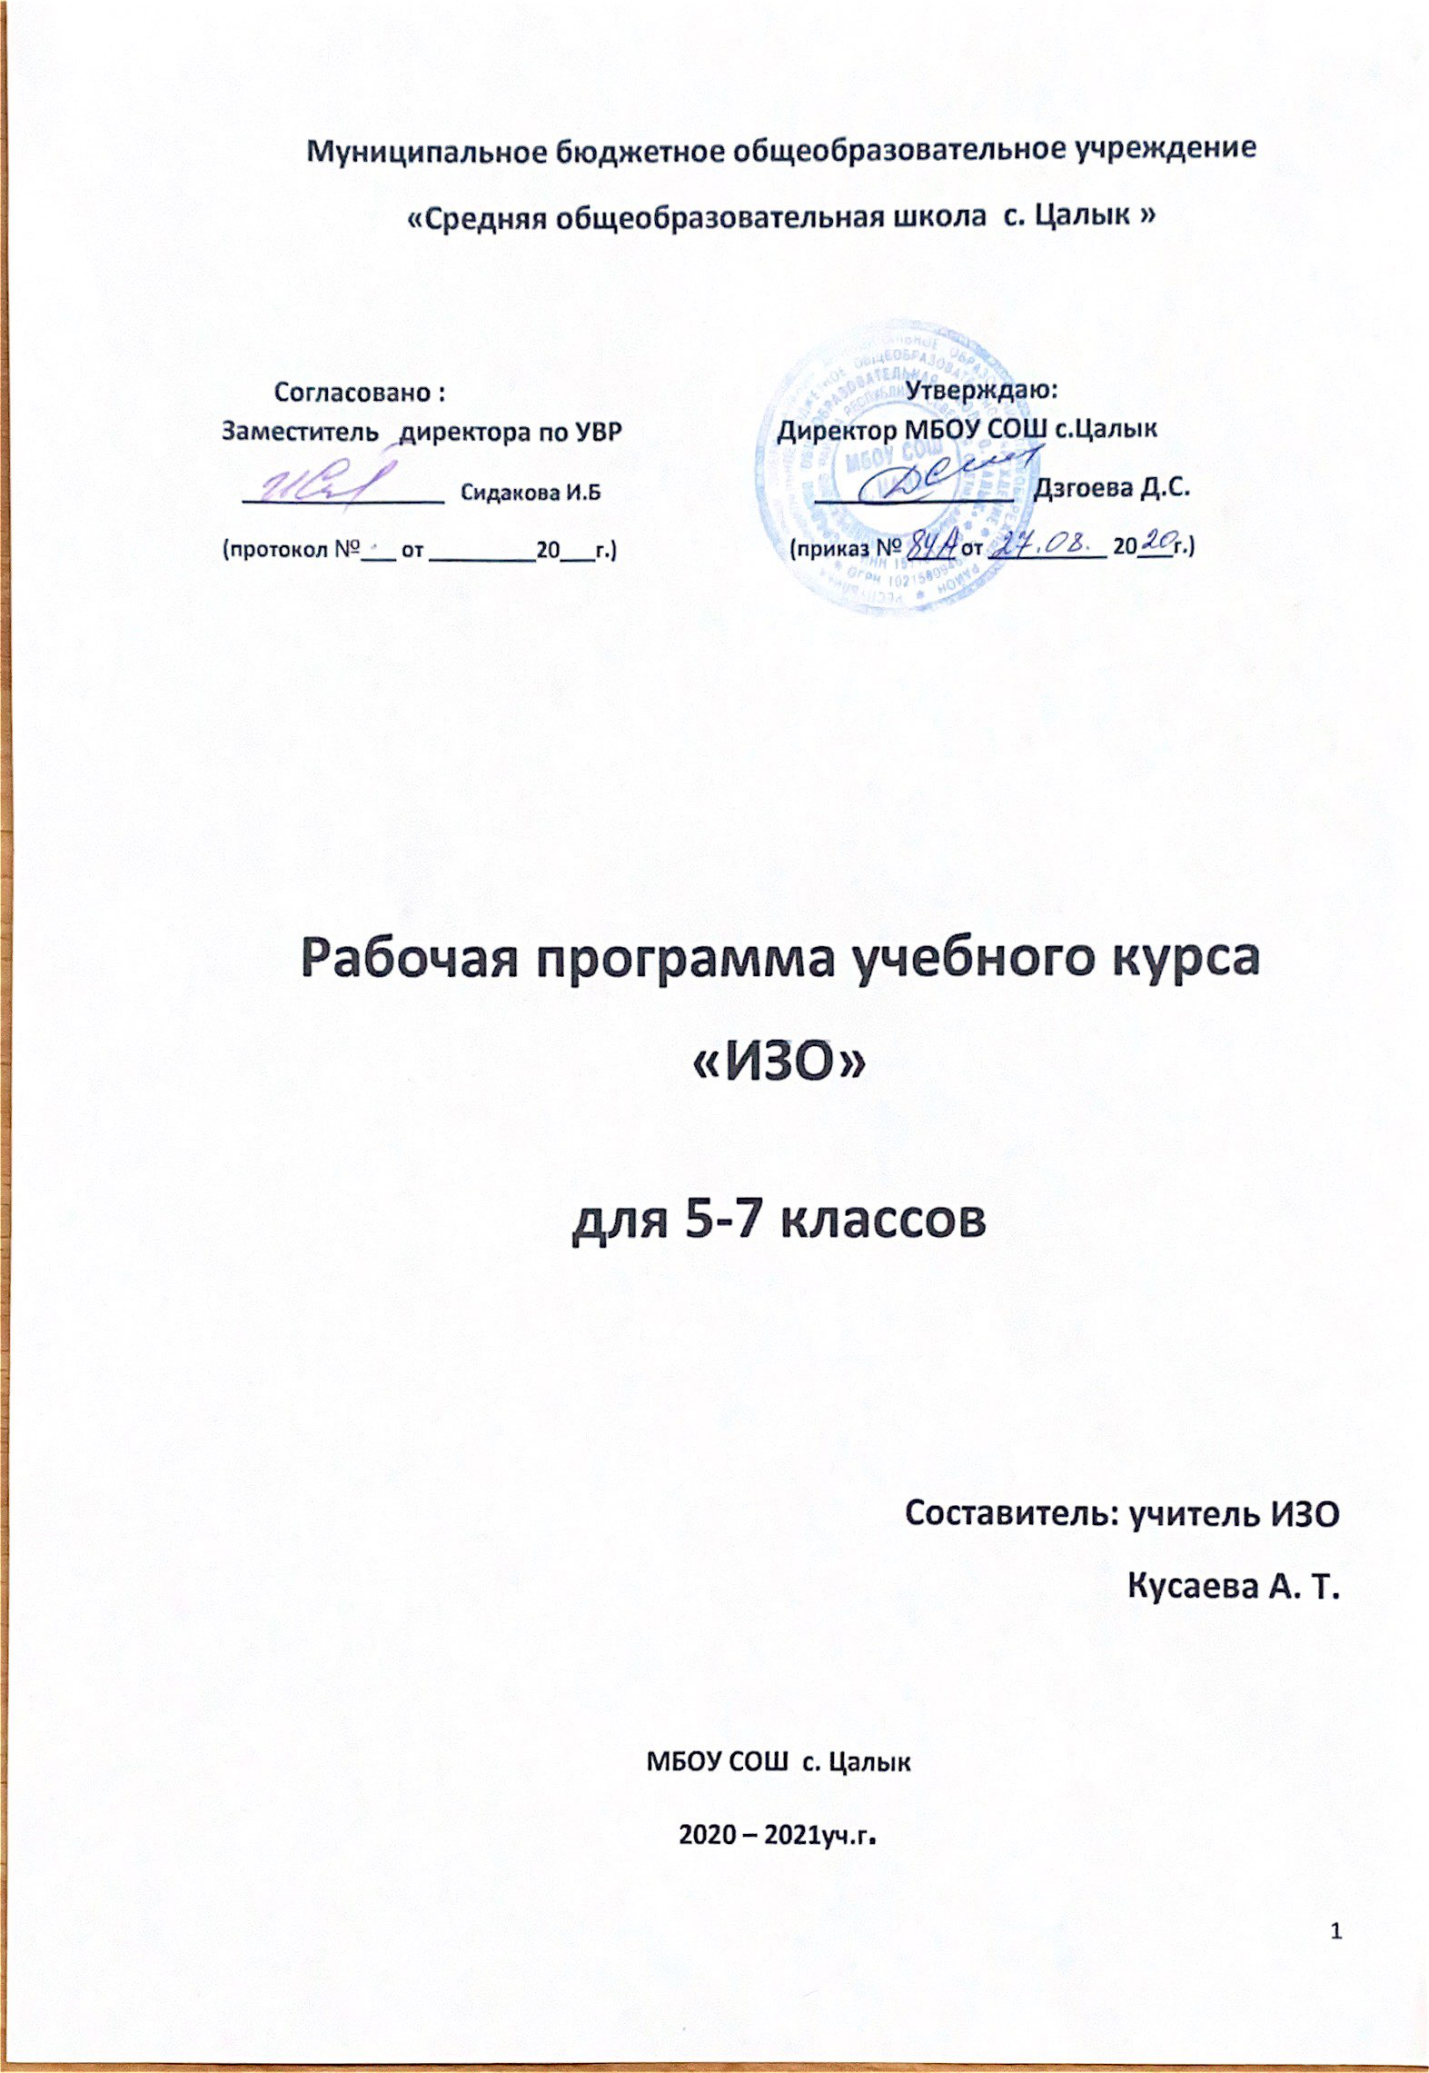 Муниципальное бюджетное общеобразовательное учреждение
«Средняя общеобразовательная школа с. Цалык »
Согласовано :
Заместитель директора по УВР
Сидакова И.Б
(протокол №___ от _________20___г.)
Утверждаю:
Директор МБОУ СОШ с.Цалык
Дзгоева Д.С.
(приказ № 84А от 27.08. 2020г.)
МБОУ СОШ
Рабочая программа учебного курса
«ИЗО»
для 5-7 классов
Составитель: учитель ИЗО
Кусаева А. Т.
МБОУ СОШ с. Цалык
2020 – 2021уч.г.
1